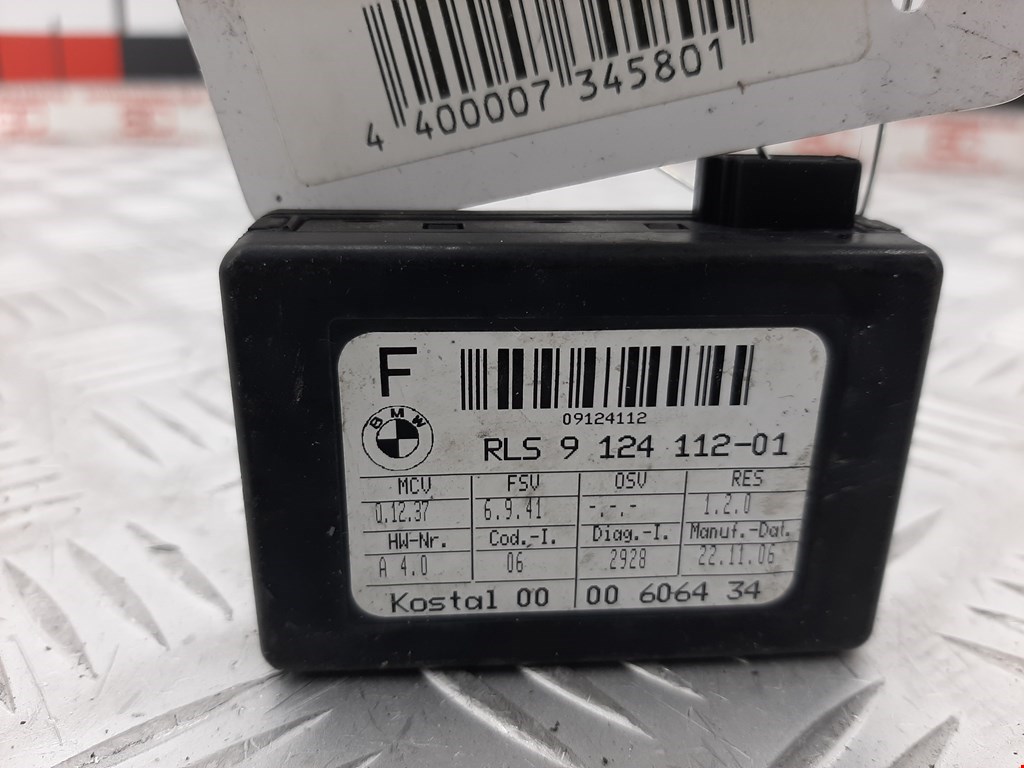 4 400007 345801
F
09124112
BMW
RLS 9 124 112-01
MCV FSV OSV RES
Q.12.37 6.9.41 -.-.- 1.2.0
HW-Nr. Cod.-I. Diag.-I. Manuf.-Dat.
A 4.0 06 2928 22.11.06
Kostal 00 00 6064 34